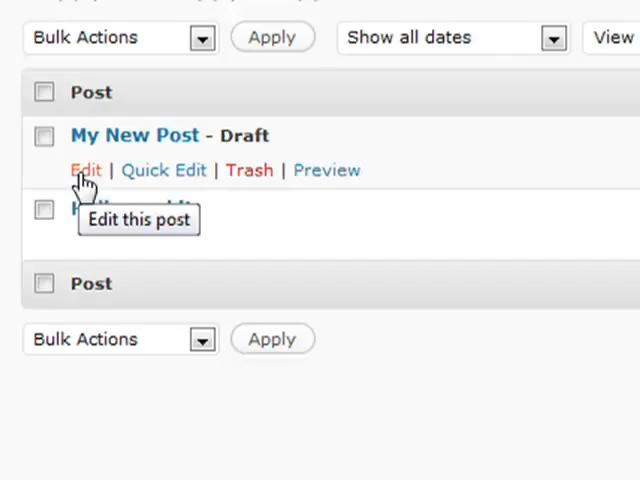 Bulk Actions Apply Show all dates View
Post
My New Post - Draft
Edit | Quick Edit | Trash | Preview
Edit this post
Post
Bulk Actions Apply